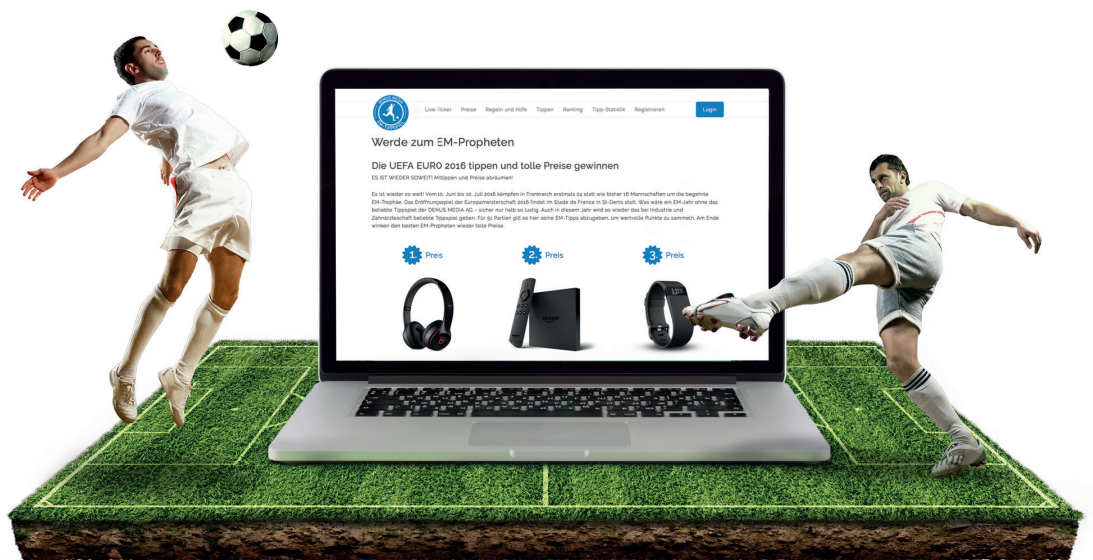 OEMUS MEDIA
EM-TIPPSPIEL
Live-Ticker Preise Regeln und Hilfe Tippen Ranking Tipp-Statistik Registrieren Login
Werde zum EM-Propheten
Die UEFA EURO 2016 tippen und tolle Preise gewinnen
ES IST WIEDER SOWEIT! Mittippen und Preise abräumen!
Es ist wieder so weit! Vom 10. Juni bis 10. Juli 2016 kämpfen in Frankreich erstmals 24 statt wie bisher 16 Mannschaften um die begehrte
EM-Trophäe. Das Eröffnungsspiel der Europameisterschaft 2016 findet im Stade de France in St-Denis statt. Was wäre ein EM-Jahr ohne das
beliebte Tippspiel der OEMUS MEDIA AG – sicher nur halb so lustig. Auch in diesem Jahr wird es wieder das bei Industrie und
Zahnärzteschaft beliebte Tippspiel geben. Für 51 Partien gilt es hier seine EM-Tipps abzugeben, um wertvolle Punkte zu sammeln. Am Ende
winken den besten EM-Propheten wieder tolle Preise.
1. Preis 2. Preis 3. Preis
amazon